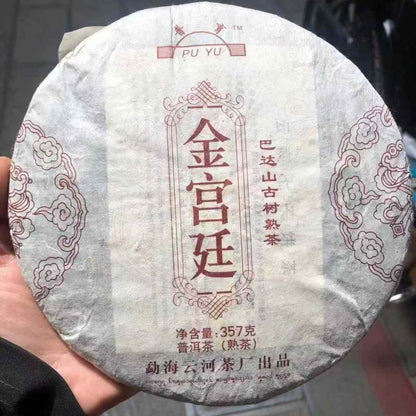 PU YU TM
金宫廷
巴达山古树熟茶
净含量:357克
普洱茶（熟茶）
勐海云河茶厂出品